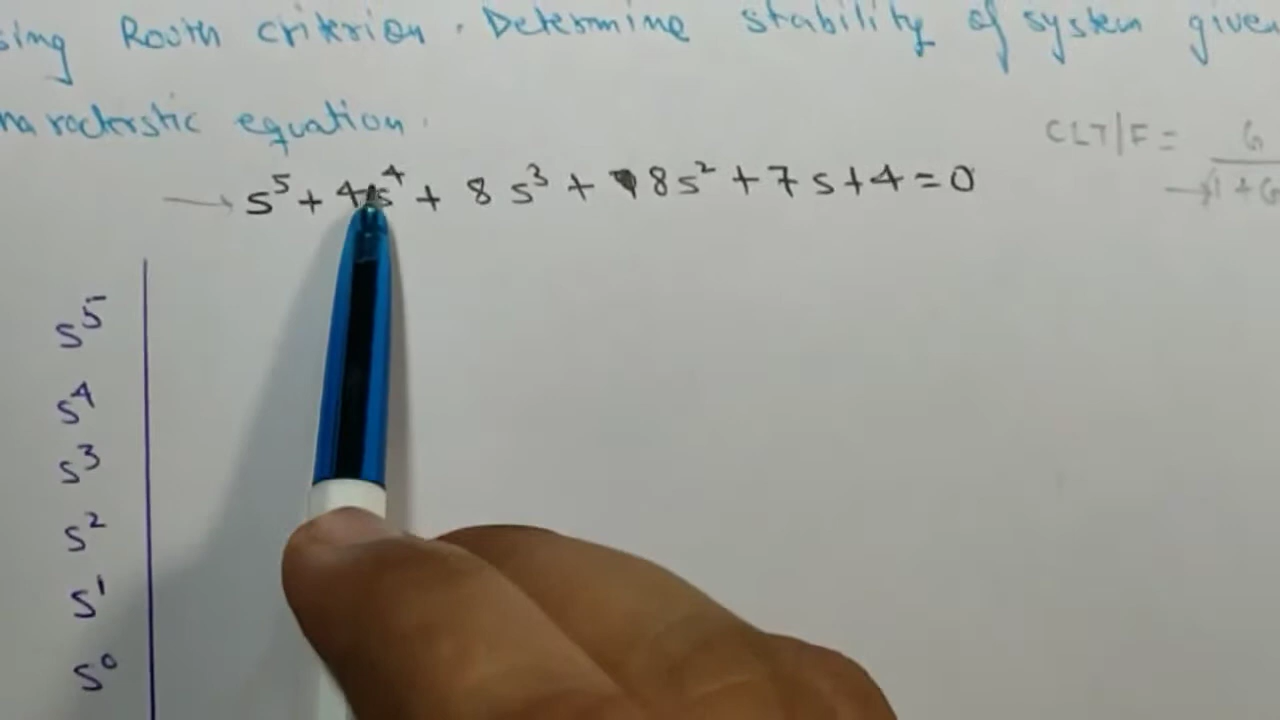 sing Routh criterion. Determine stability of system given
haracterstic equation.
CLT/F = G / 1 + G
→ s⁵ + 4s⁴ + 8s³ + 8s² + 7s + 4 = 0
s⁵
s⁴
s³
s²
s¹
s⁰